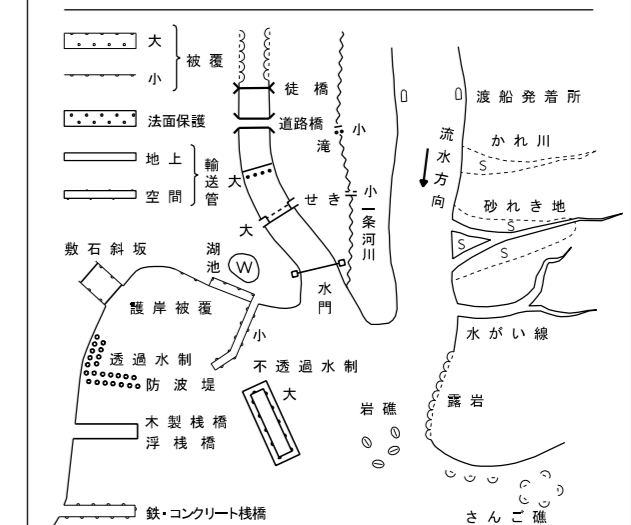 大
小
被覆
法面保護
地上
空間
輸送管
徒橋
道路橋
滝
小
大
せき
大
小
一条河川
流水方向
渡船発着所
かれ川
S
砂れき地
S
S
S
敷石斜坂
湖池
W
水門
護岸被覆
小
水がい線
透過水制
不透過水制
防波堤
大
岩礁
露岩
木製桟橋
浮桟橋
鉄・コンクリート桟橋
さんご礁